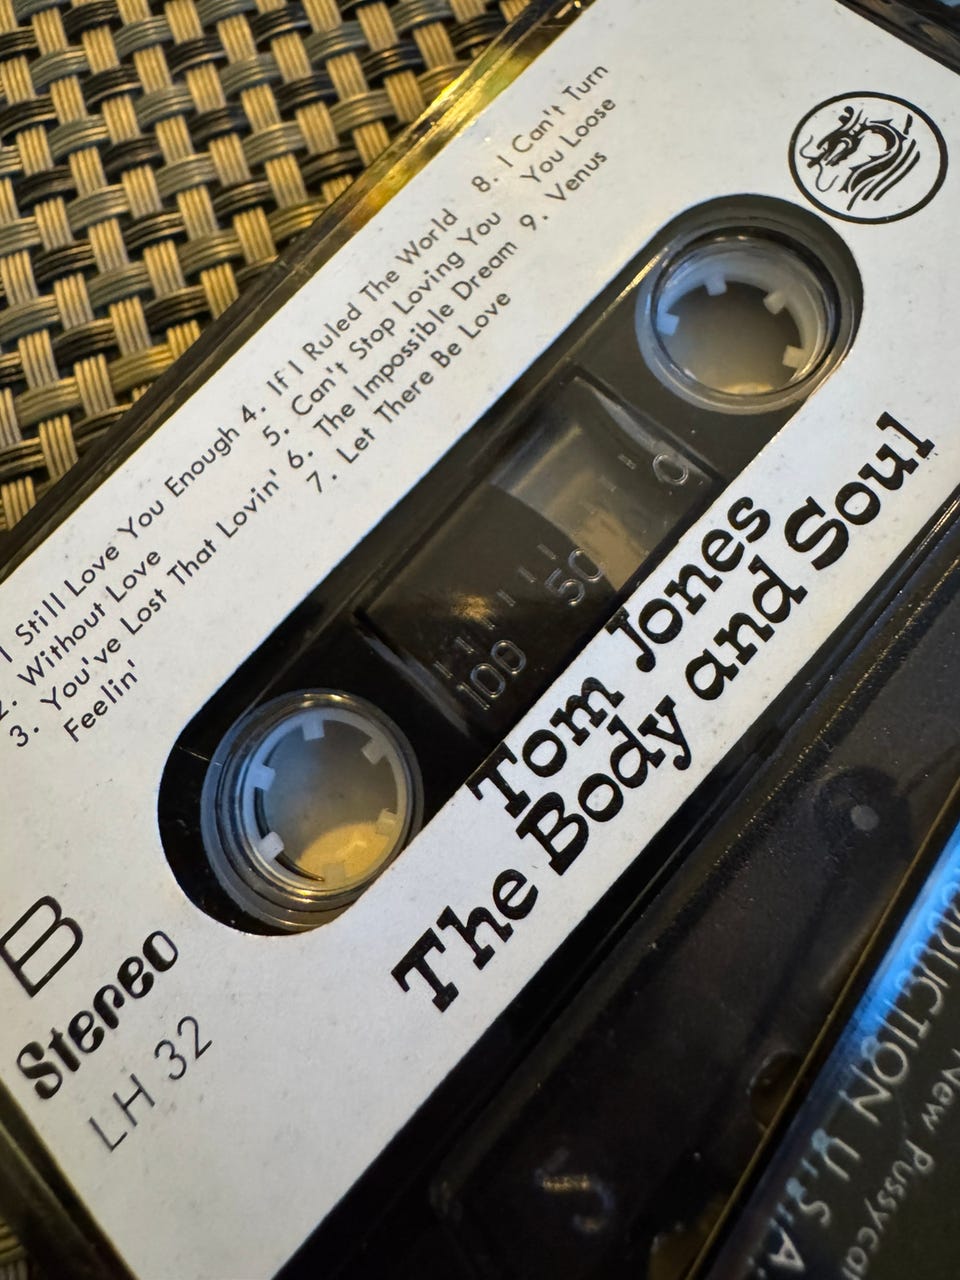 1 Still Love You Enough
2. Without Love
3. You've Lost That Lovin'
Feelin'
4. If I Ruled The World
5. Can't Stop Loving You
6. The Impossible Dream
7. Let There Be Love
8. I Can't Turn
You Loose
9. Venus
0
50
100
Tom Jones
The Body and Soul
B
Stereo
LH 32
U.S.A.
New